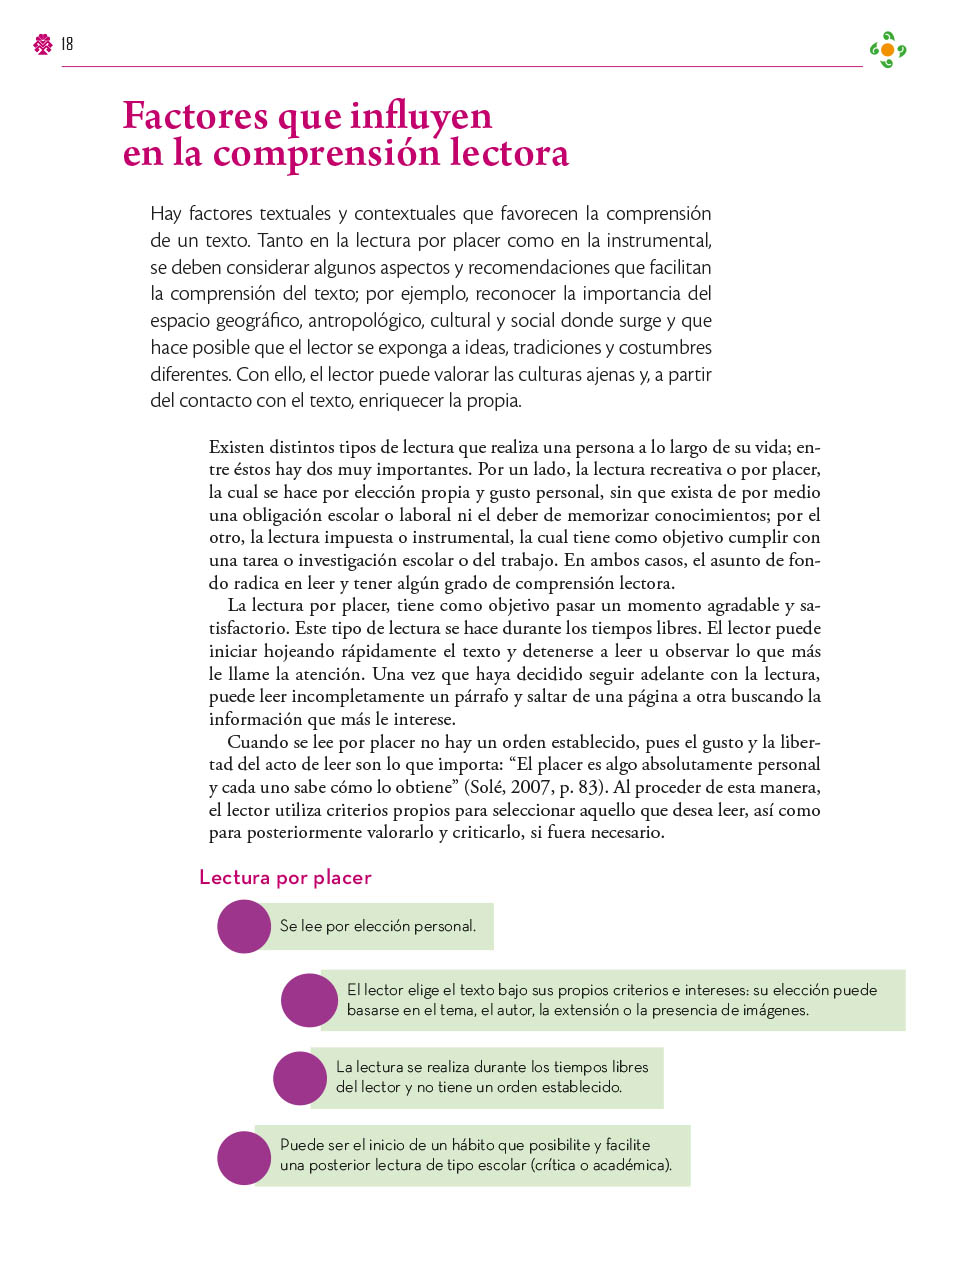 18
Factores que influyen
en la comprensión lectora
Hay factores textuales y contextuales que favorecen la comprensión
de un texto. Tanto en la lectura por placer como en la instrumental,
se deben considerar algunos aspectos y recomendaciones que facilitan
la comprensión del texto; por ejemplo, reconocer la importancia del
espacio geográfico, antropológico, cultural y social donde surge y que
hace posible que el lector se exponga a ideas, tradiciones y costumbres
diferentes. Con ello, el lector puede valorar las culturas ajenas y, a partir
del contacto con el texto, enriquecer la propia.
Existen distintos tipos de lectura que realiza una persona a lo largo de su vida; en-
tre éstos hay dos muy importantes. Por un lado, la lectura recreativa o por placer,
la cual se hace por elección propia y gusto personal, sin que exista de por medio
una obligación escolar o laboral ni el deber de memorizar conocimientos; por el
otro, la lectura impuesta o instrumental, la cual tiene como objetivo cumplir con
una tarea o investigación escolar o del trabajo. En ambos casos, el asunto de fon-
do radica en leer y tener algún grado de comprensión lectora.
La lectura por placer, tiene como objetivo pasar un momento agradable y sa-
tisfactorio. Este tipo de lectura se hace durante los tiempos libres. El lector puede
iniciar hojeando rápidamente el texto y detenerse a leer u observar lo que más
le llame la atención. Una vez que haya decidido seguir adelante con la lectura,
puede leer incompletamente un párrafo y saltar de una página a otra buscando la
información que más le interese.
Cuando se lee por placer no hay un orden establecido, pues el gusto y la liber-
tad del acto de leer son lo que importa: “El placer es algo absolutamente personal
y cada uno sabe cómo lo obtiene” (Solé, 2007, p. 83). Al proceder de esta manera,
el lector utiliza criterios propios para seleccionar aquello que desea leer, así como
para posteriormente valorarlo y criticarlo, si fuera necesario.
Lectura por placer
Se lee por elección personal.
El lector elige el texto bajo sus propios criterios e intereses: su elección puede
basarse en el tema, el autor, la extensión o la presencia de imágenes.
La lectura se realiza durante los tiempos libres
del lector y no tiene un orden establecido.
Puede ser el inicio de un hábito que posibilite y facilite
una posterior lectura de tipo escolar (crítica o académica).